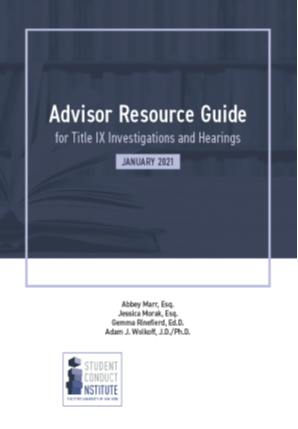 Advisor Resource Guide
for Title IX Investigations and Hearings
JANUARY 2021
Abbey Marr, Esq.
Jessica Morak, Esq.
Gemma Rinefierd, Ed.D.
Adam J. Wolkoff, J.D./Ph.D.
STUDENT
CONDUCT
INSTITUTE